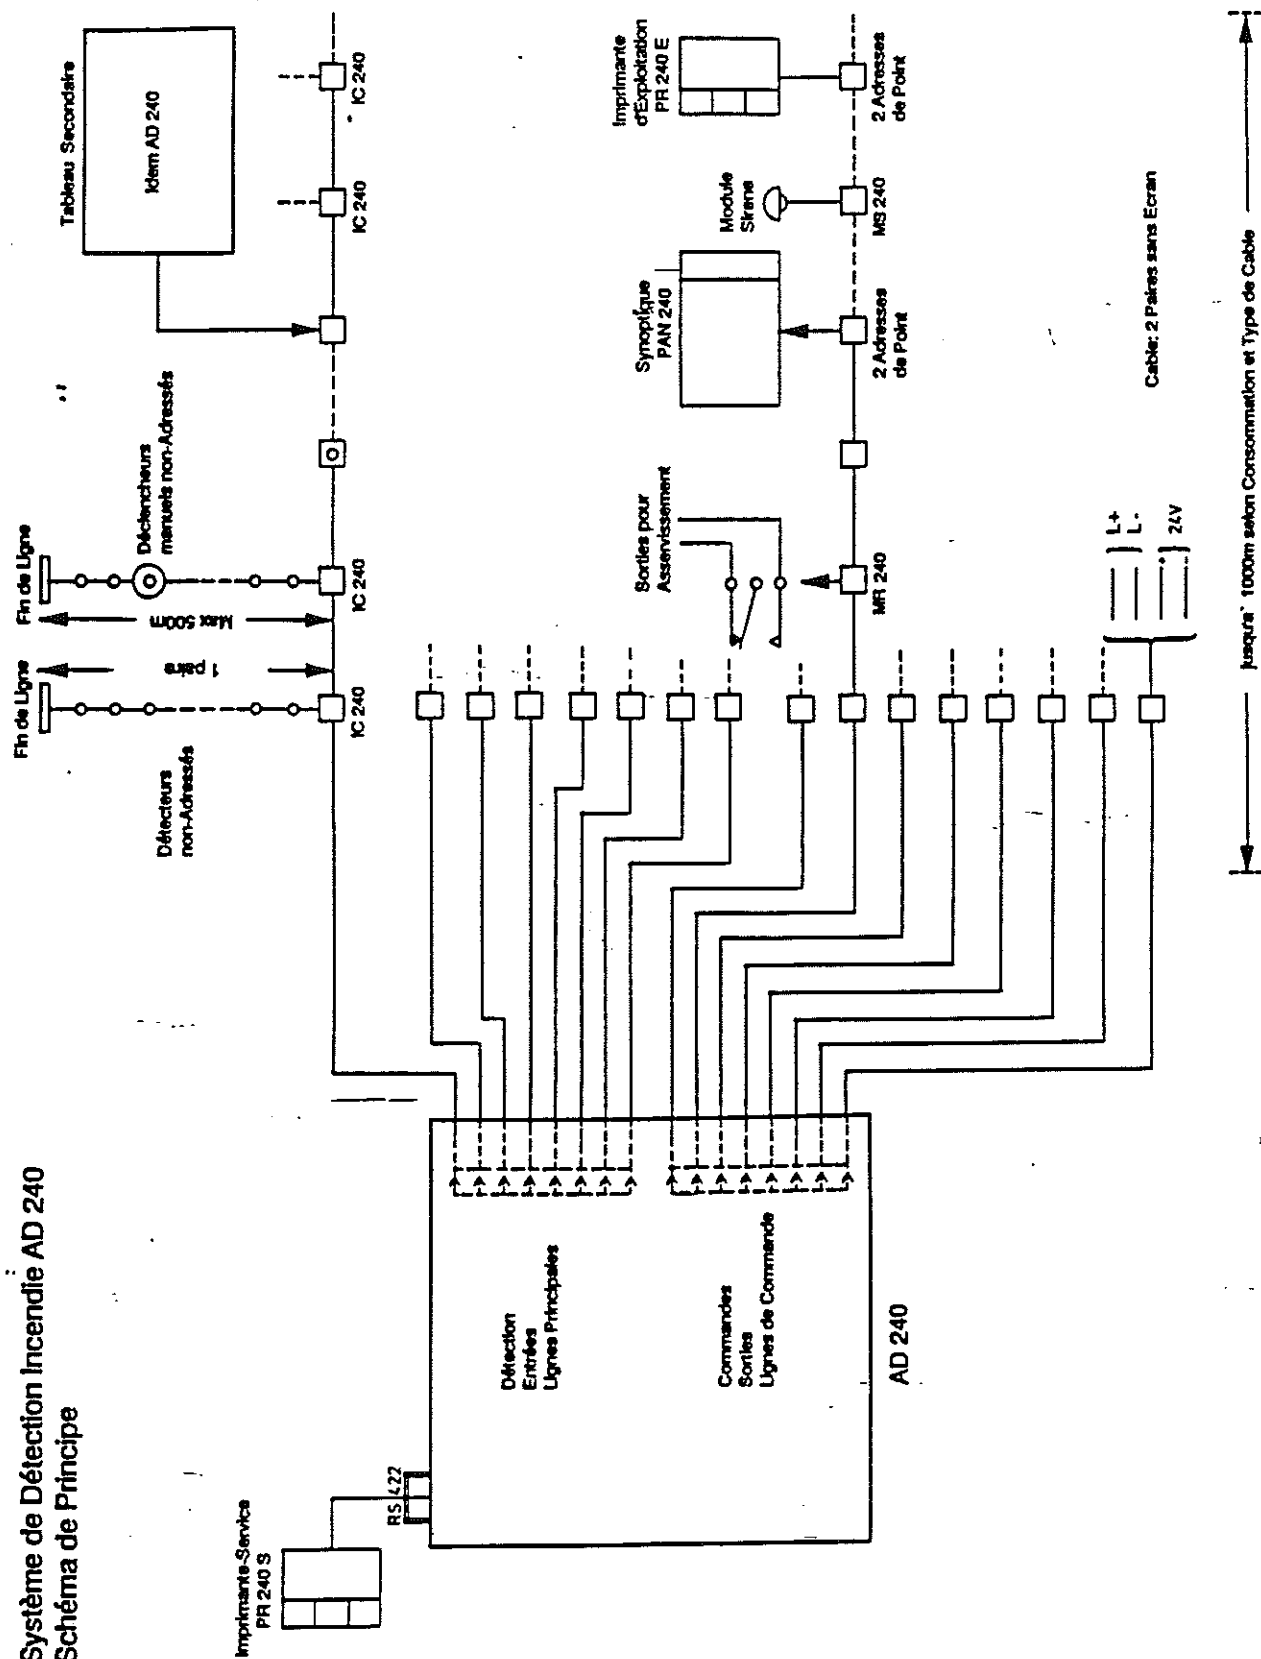 Système de Détection Incendie AD 240
Schéma de Principe
Imprimante-Service
PR 240 S
RS 422
Détection
Entrées
Lignes Principales
Commandes
Sorties
Lignes de Commande
AD 240
Détecteurs
non-Adressés
Fin de Ligne
1 paire
IC 240
Fin de Ligne
Max 500m
IC 240
Déclencheurs
manuels non-Adressés
Tableau Secondaire
Idem AD 240
IC 240
IC 240
Sorties pour
Asservissement
MR 240
Synoptique
PAN 240
2 Adresses
de Point
Module
Sirene
MS 240
Imprimante
d'Exploitation
PR 240 E
2 Adresses
de Point
L+
L-
+
-
24V
Cable: 2 Paires sans Ecran
jusqu'a` 1000m selon Consommation et Type de Cable